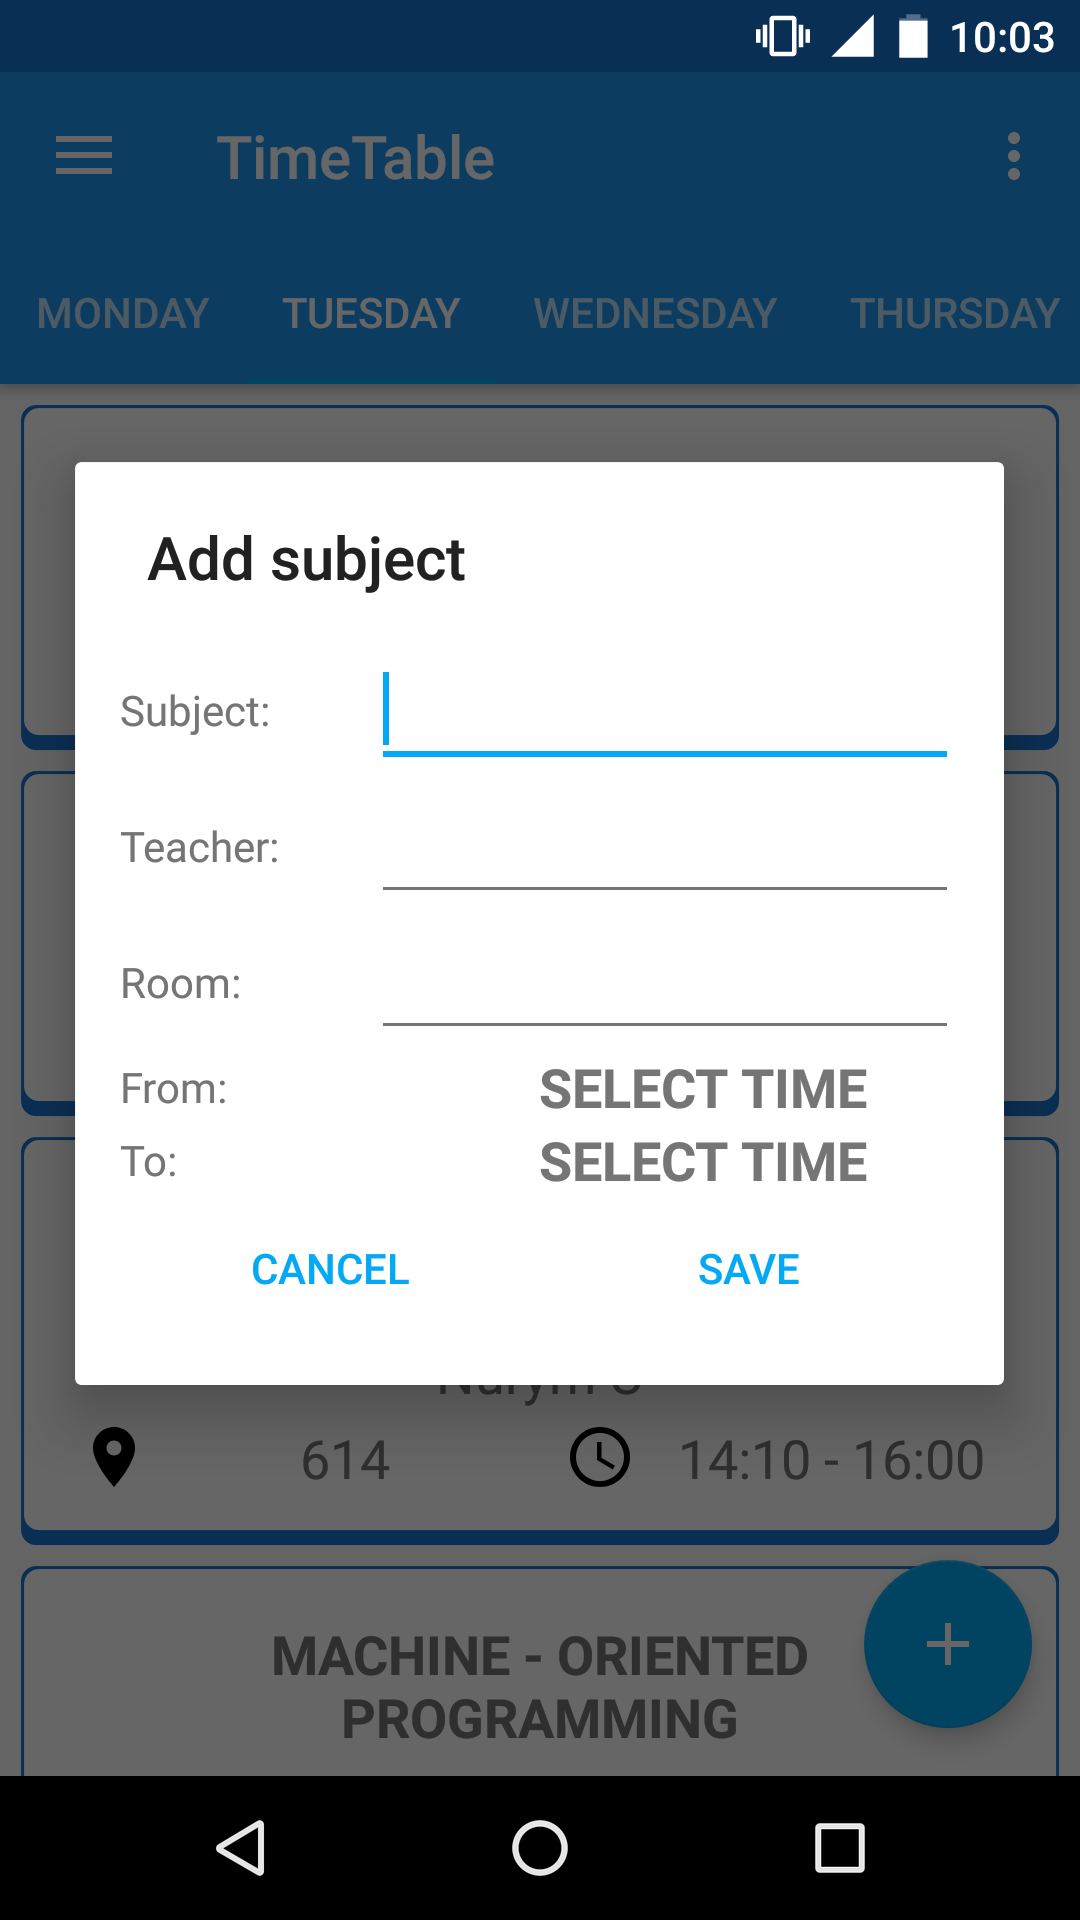 10:03
TimeTable
MONDAY TUESDAY WEDNESDAY THURSDAY
Add subject
Subject:
Teacher:
Room:
From: SELECT TIME
To: SELECT TIME
CANCEL SAVE
614 14:10 - 16:00
MACHINE - ORIENTED
PROGRAMMING